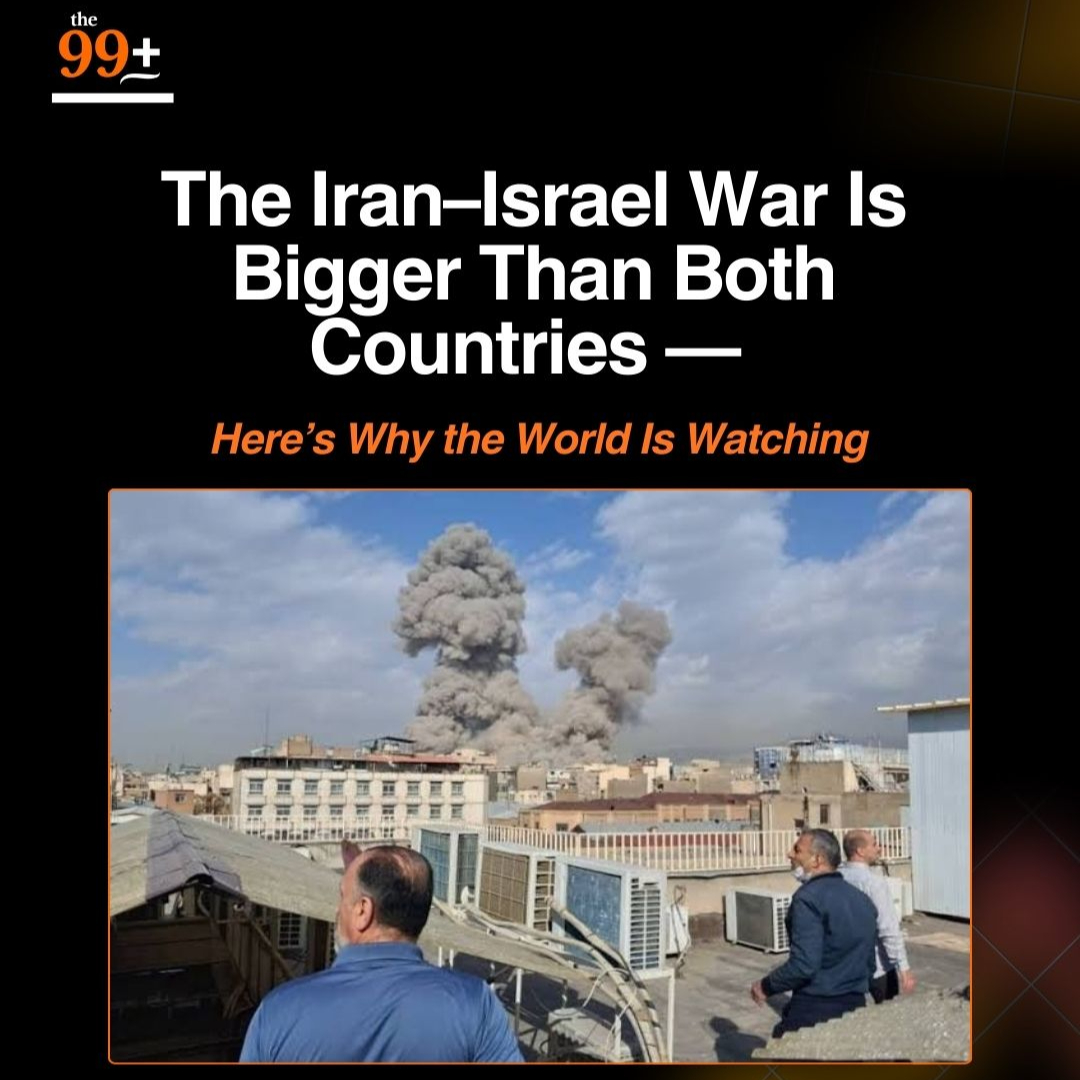 the
99+
The Iran–Israel War Is
Bigger Than Both
Countries —
Here’s Why the World Is Watching